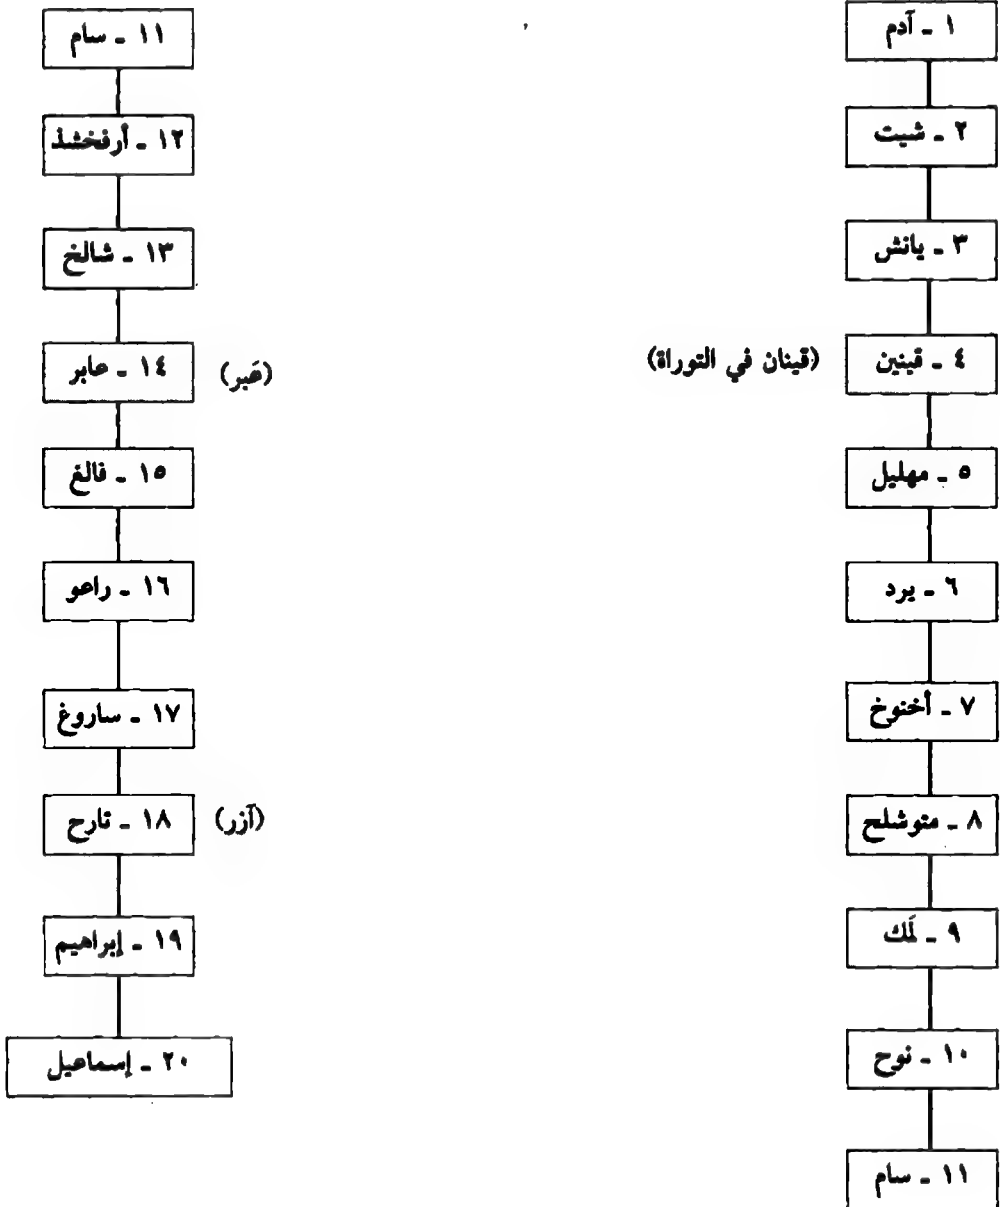 ١ - آدم
٢ - شيت
٣ - يانش
٤ - قينين (قينان في التوراة)
٥ - مهليل
٦ - يرد
٧ - أخنوخ
٨ - متوشلح
٩ - لَمك
١٠ - نوح
١١ - سام
١١ - سام
١٢ - أرفخشذ
١٣ - شالخ
١٤ - عابر (عَبر)
١٥ - فالغ
١٦ - راعو
١٧ - ساروغ
١٨ - تارح (آزر)
١٩ - إبراهيم
٢٠ - إسماعيل